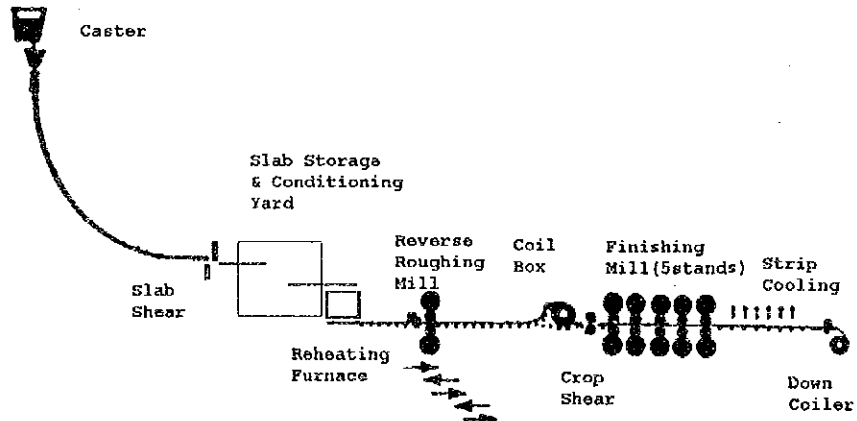 Caster
Slab Storage
& Conditioning
Yard
Slab
Shear
Reheating
Furnace
Reverse
Roughing
Mill
Coil
Box
Crop
Shear
Finishing
Mill(5stands)
Strip
Cooling
Down
Coiler